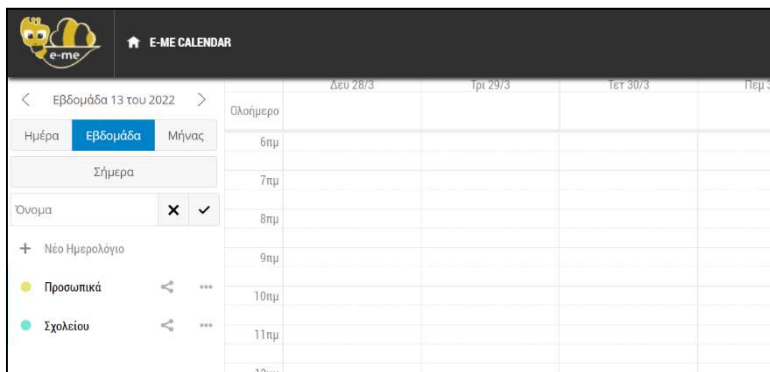 e-me
E-ME CALENDAR
Εβδομάδα 13 του 2022
Ημέρα Εβδομάδα Μήνας
Σήμερα
Όνομα
Νέο Ημερολόγιο
Προσωπικά
Σχολείου
Δευ 28/3 Τρι 29/3 Τετ 30/3 Πεμ
Ολοήμερο
6πμ
7πμ
8πμ
9πμ
10πμ
11πμ